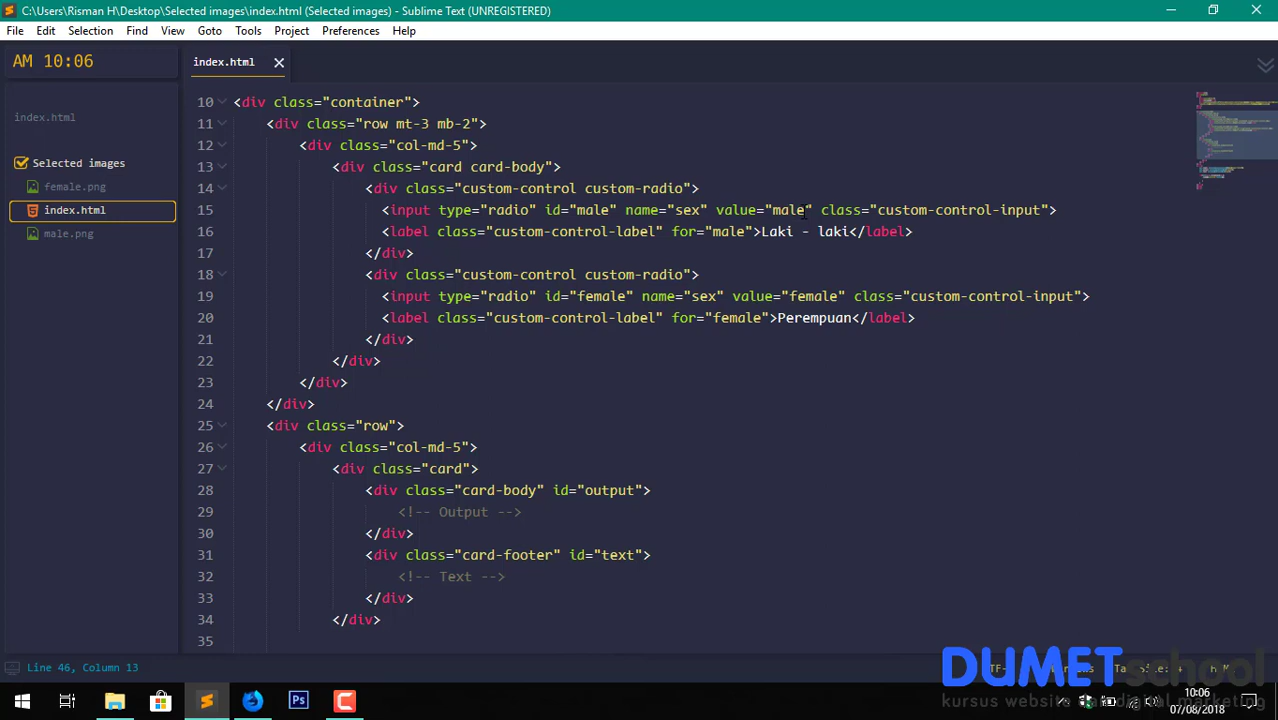 C:\Users\Risman H\Desktop\Selected images\index.html (Selected images) - Sublime Text (UNREGISTERED)
File Edit Selection Find View Goto Tools Project Preferences Help
AM 10:06
index.html
index.html
Selected images
female.png
index.html
male.png
10 <div class="container">
11 <div class="row mt-3 mb-2">
12 <div class="col-md-5">
13 <div class="card card-body">
14 <div class="custom-control custom-radio">
15 <input type="radio" id="male" name="sex" value="male" class="custom-control-input">
16 <label class="custom-control-label" for="male">Laki - laki</label>
17 </div>
18 <div class="custom-control custom-radio">
19 <input type="radio" id="female" name="sex" value="female" class="custom-control-input">
20 <label class="custom-control-label" for="female">Perempuan</label>
21 </div>
22 </div>
23 </div>
24 </div>
25 <div class="row">
26 <div class="col-md-5">
27 <div class="card">
28 <div class="card-body" id="output">
29 <!-- Output -->
30 </div>
31 <div class="card-footer" id="text">
32 <!-- Text -->
33 </div>
34 </div>
35
Line 46, Column 13
DUMETschool
kursus website dan digital marketing
Ps
10:06
07/08/2018